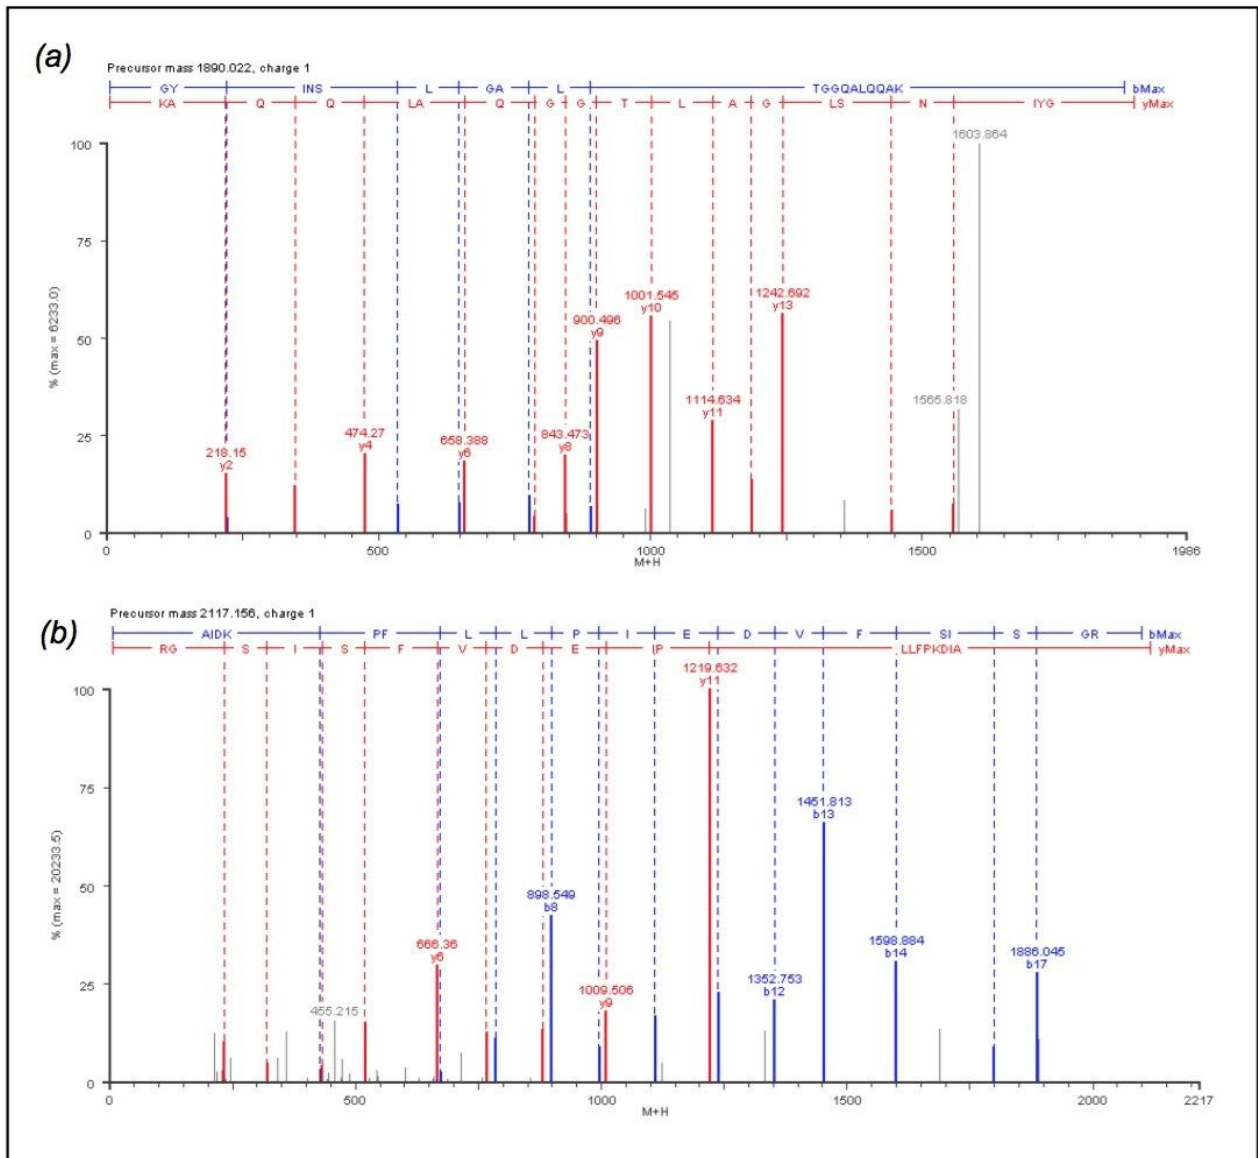 (a)
Precursor mass 1890.022, charge 1
GY INS L GA L TGGQALQQAK bMax
KA Q Q LA Q G G T L A G LS N IYG yMax
1603.864
100
75
1242.692
y13
1001.545
y10
900.496
y9
50
1565.818
1114.634
y11
474.27
y4
843.473
y8
658.388
y6
218.15
y2
25
0
% (max = 6233.0)
0 500 1000 1500 1986
M+H
(b)
Precursor mass 2117.156, charge 1
AIDK PF L L P I E D V F SI S GR bMax
RG S I S F V D E IP LLFPKDIA yMax
1219.632
y11
100
75
1451.813
b13
50
898.549
b8
666.36
y6
1598.884
b14
1886.045
b17
1352.753
b12
1009.506
y9
25
455.215
0
% (max = 20233.5)
0 500 1000 1500 2000 2217
M+H